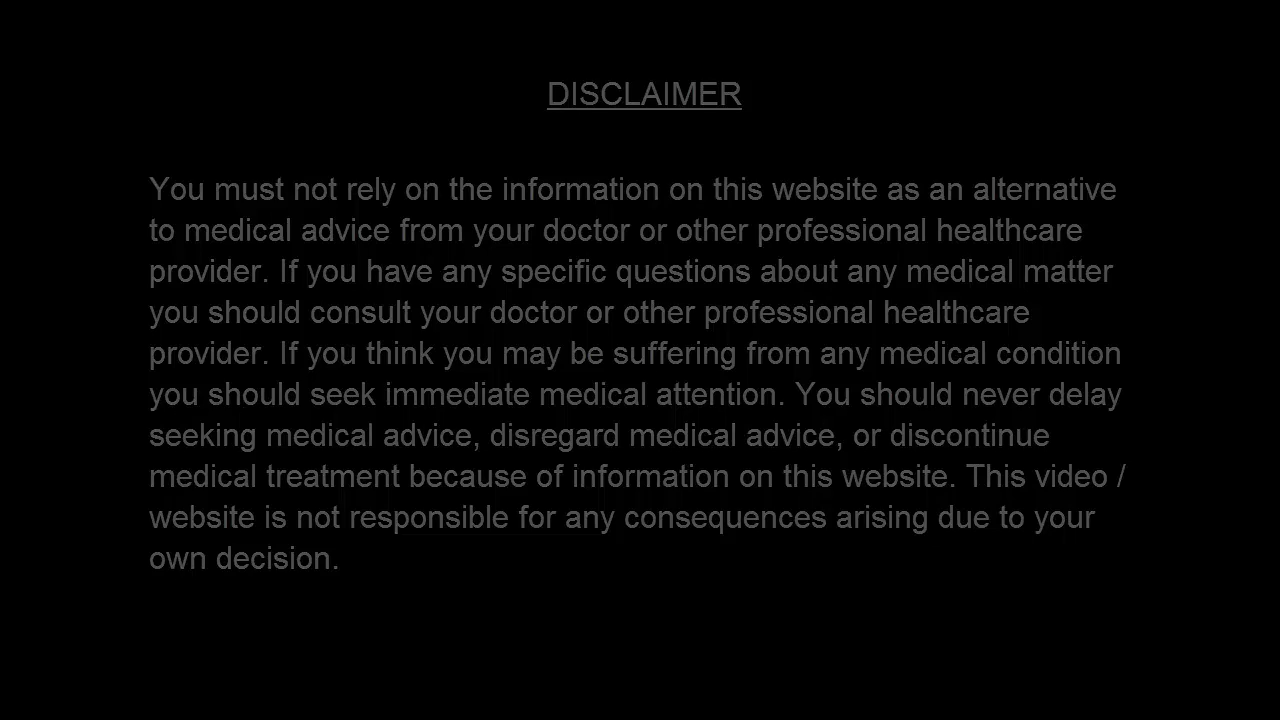 DISCLAIMER
You must not rely on the information on this website as an alternative
to medical advice from your doctor or other professional healthcare
provider. If you have any specific questions about any medical matter
you should consult your doctor or other professional healthcare
provider. If you think you may be suffering from any medical condition
you should seek immediate medical attention. You should never delay
seeking medical advice, disregard medical advice, or discontinue
medical treatment because of information on this website. This video /
website is not responsible for any consequences arising due to your
own decision.